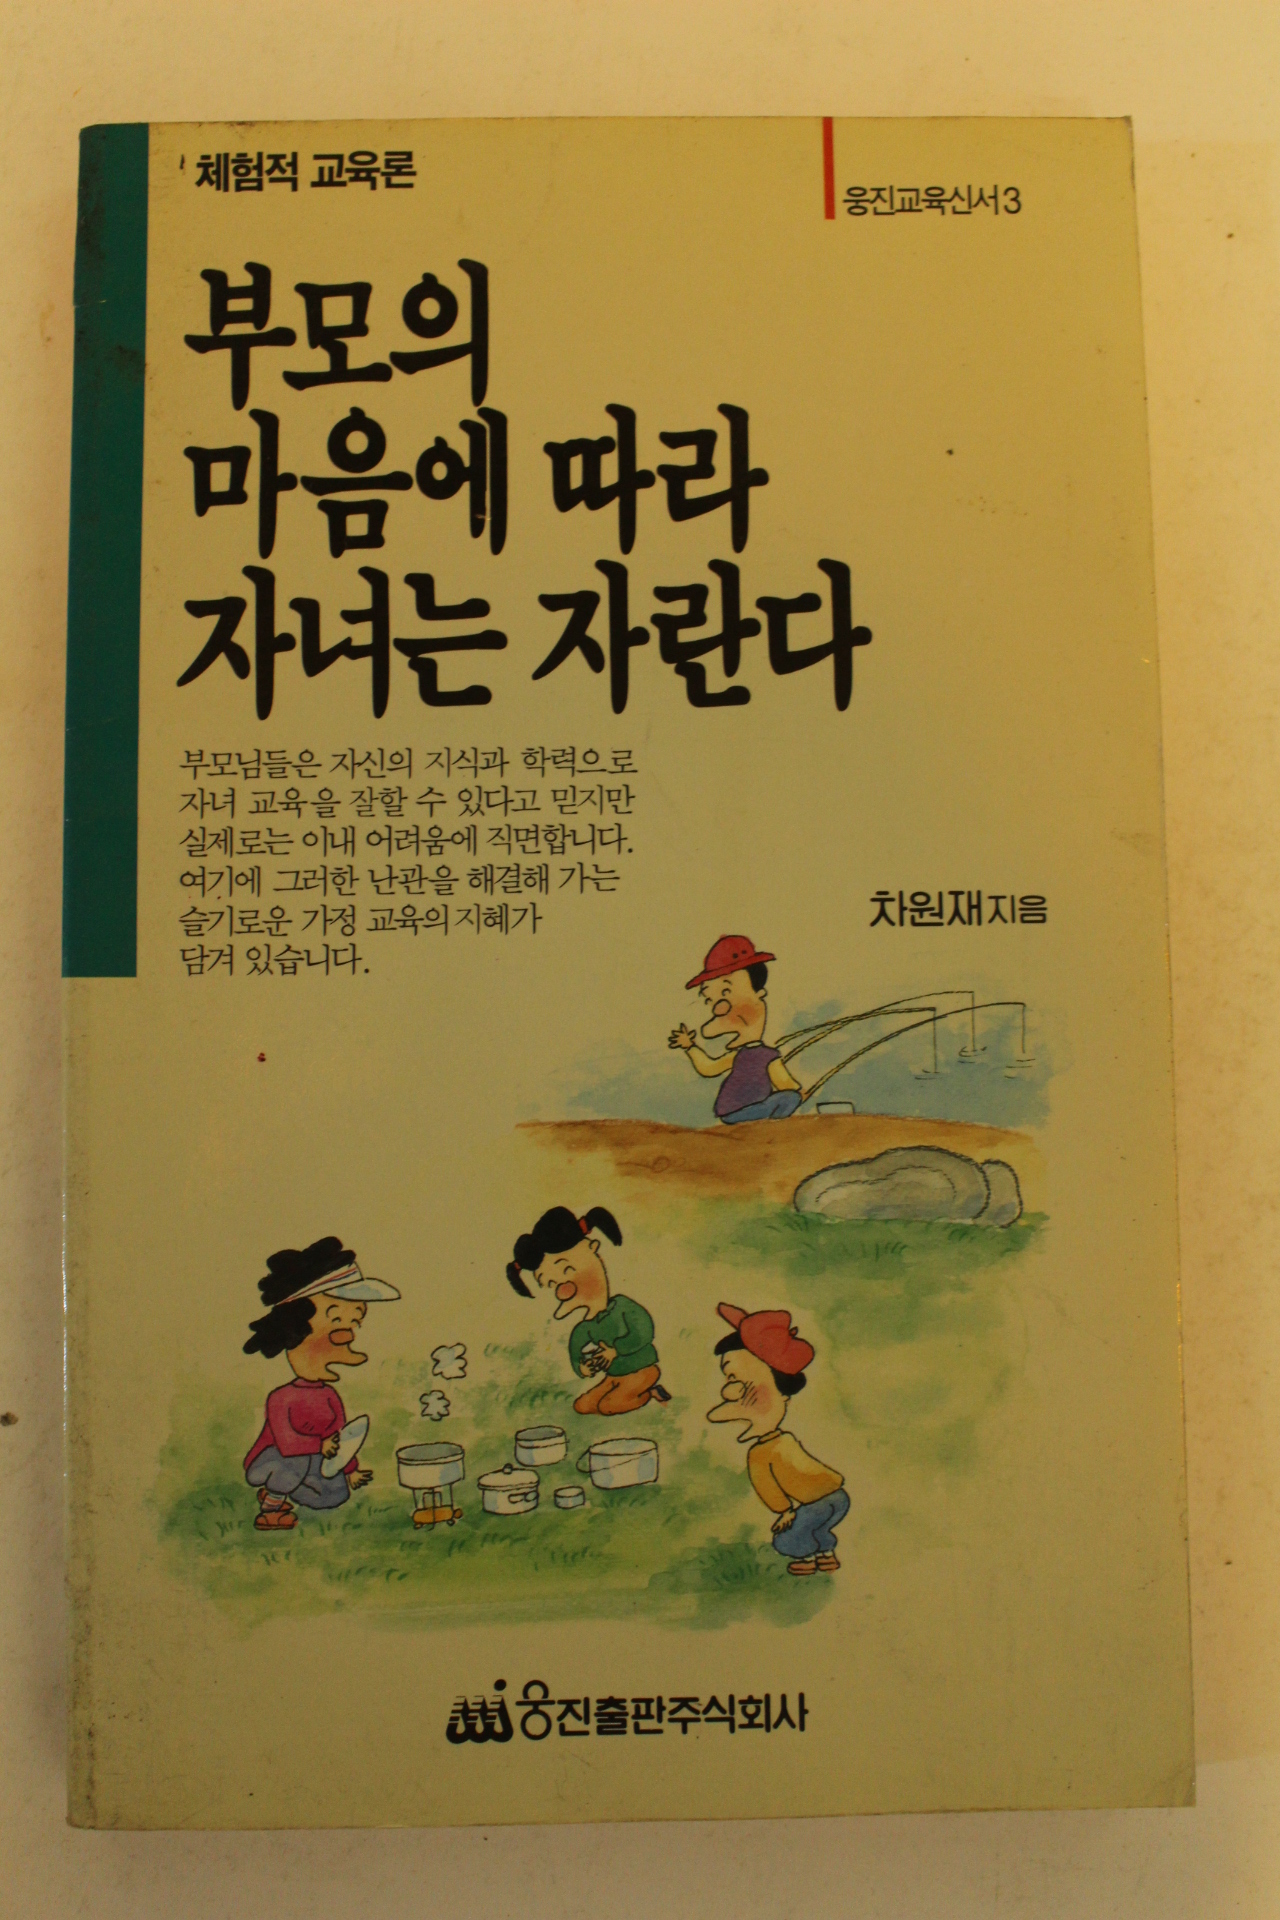 체험적 교육론
웅진교육신서3
부모의
마음에 따라
자녀는 자란다
부모님들은 자신의 지식과 학력으로
자녀 교육을 잘할 수 있다고 믿지만
실제로는 이내 어려움에 직면합니다.
여기에 그러한 난관을 해결해 가는
슬기로운 가정 교육의 지혜가
담겨 있습니다.
차원재 지음
웅진출판주식회사